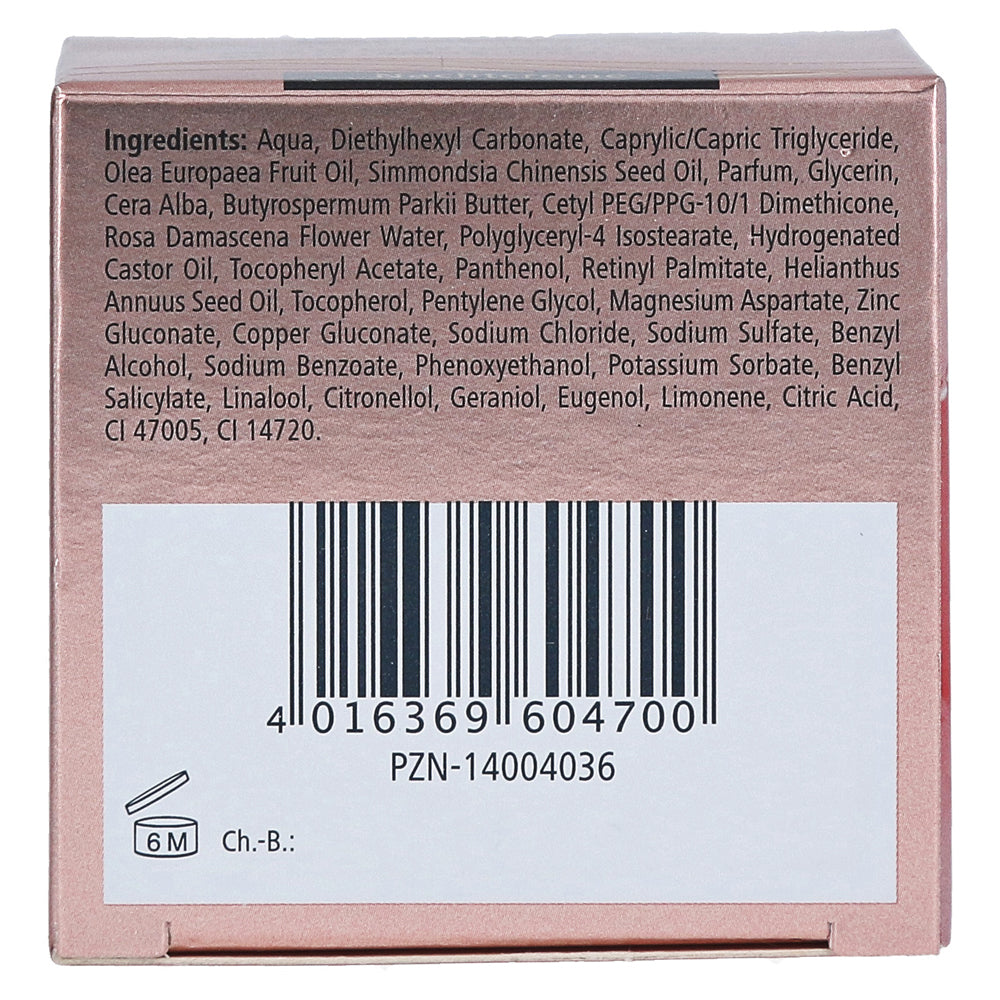 Nachtcreme
Ingredients: Aqua, Diethylhexyl Carbonate, Caprylic/Capric Triglyceride,
Olea Europaea Fruit Oil, Simmondsia Chinensis Seed Oil, Parfum, Glycerin,
Cera Alba, Butyrospermum Parkii Butter, Cetyl PEG/PPG-10/1 Dimethicone,
Rosa Damascena Flower Water, Polyglyceryl-4 Isostearate, Hydrogenated
Castor Oil, Tocopheryl Acetate, Panthenol, Retinyl Palmitate, Helianthus
Annuus Seed Oil, Tocopherol, Pentylene Glycol, Magnesium Aspartate, Zinc
Gluconate, Copper Gluconate, Sodium Chloride, Sodium Sulfate, Benzyl
Alcohol, Sodium Benzoate, Phenoxyethanol, Potassium Sorbate, Benzyl
Salicylate, Linalool, Citronellol, Geraniol, Eugenol, Limonene, Citric Acid,
CI 47005, CI 14720.
4 016369 604700
PZN-14004036
6 M Ch.-B.: